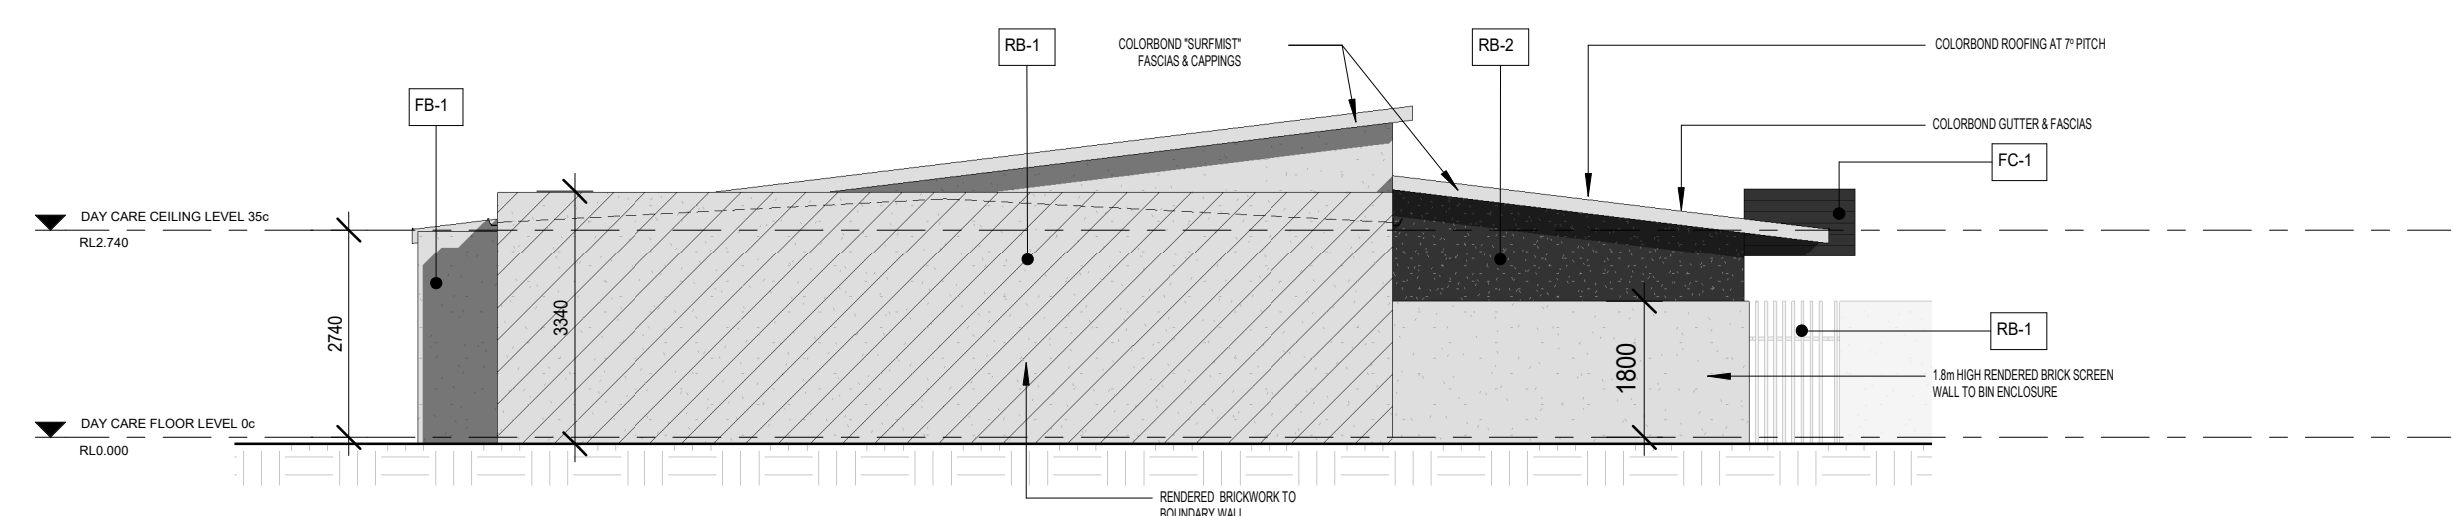 RB-1
COLORBOND "SURFMIST"
FASCIAS & CAPPINGS
RB-2
COLORBOND ROOFING AT 7º PITCH
FB-1
COLORBOND GUTTER & FASCIAS
FC-1
DAY CARE CEILING LEVEL 35c
RL2.740
2740
3340
1800
RB-1
1.8m HIGH RENDERED BRICK SCREEN
WALL TO BIN ENCLOSURE
DAY CARE FLOOR LEVEL 0c
RL0.000
RENDERED BRICKWORK TO
BOUNDARY WALL